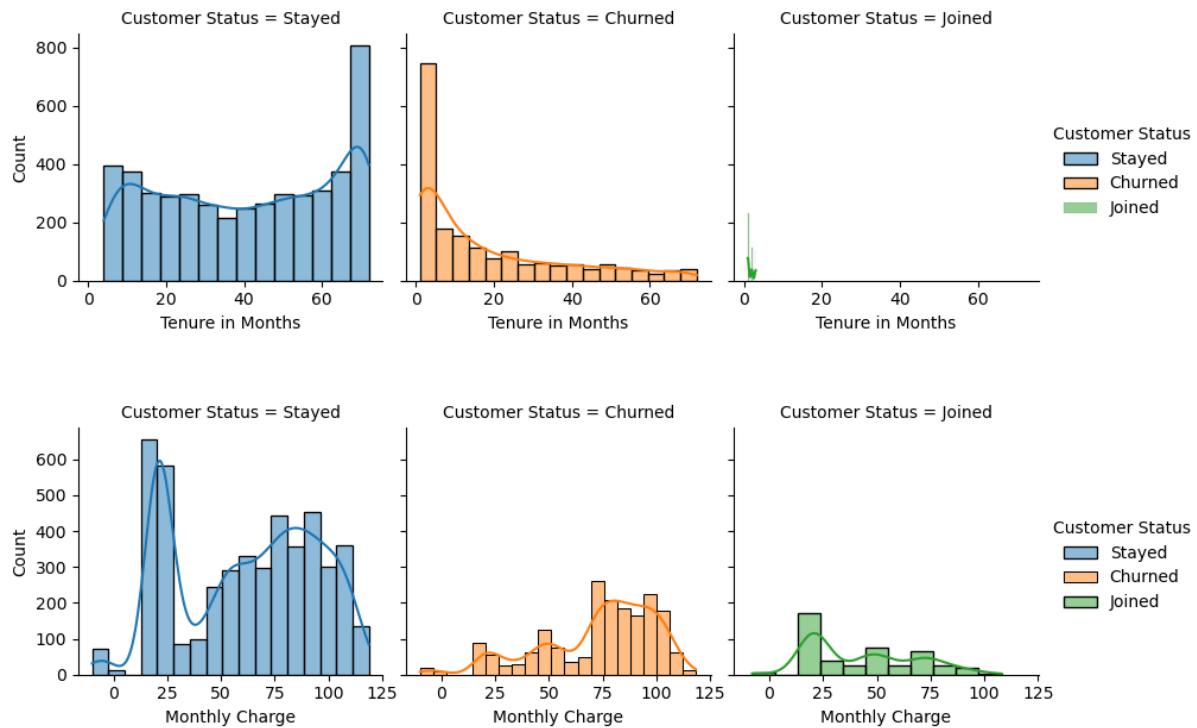 Customer Status = Stayed
Customer Status = Churned
Customer Status = Joined
800
600
400
200
0
Count
0 20 40 60
0 20 40 60
0 20 40 60
Tenure in Months
Tenure in Months
Tenure in Months
Customer Status
Stayed
Churned
Joined
Customer Status = Stayed
Customer Status = Churned
Customer Status = Joined
600
500
400
300
200
100
0
Count
0 25 50 75 100 125
0 25 50 75 100 125
0 25 50 75 100 125
Monthly Charge
Monthly Charge
Monthly Charge
Customer Status
Stayed
Churned
Joined